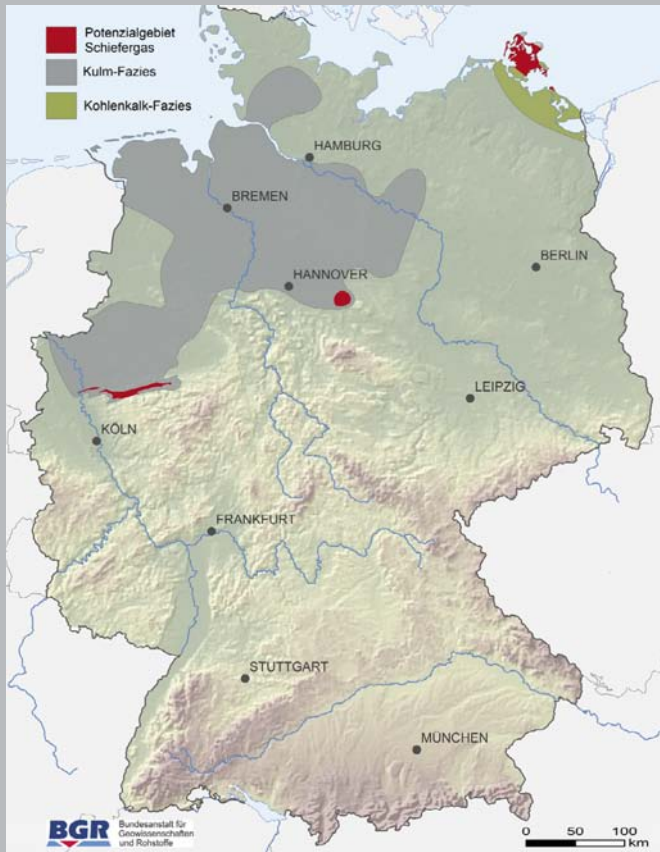 Potenzialgebiet
Schiefergas
Kulm-Fazies
Kohlenkalk-Fazies
HAMBURG
BREMEN
BERLIN
HANNOVER
LEIPZIG
KÖLN
FRANKFURT
STUTTGART
MÜNCHEN
BGR
Bundesanstalt für
Geowissenschaften
und Rohstoffe
0 50 100
km